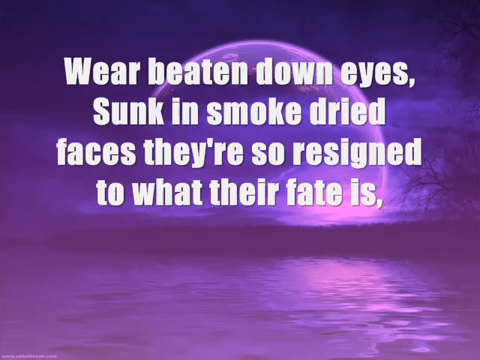 Wear beaten down eyes,
Sunk in smoke dried
faces they're so resigned
to what their fate is,